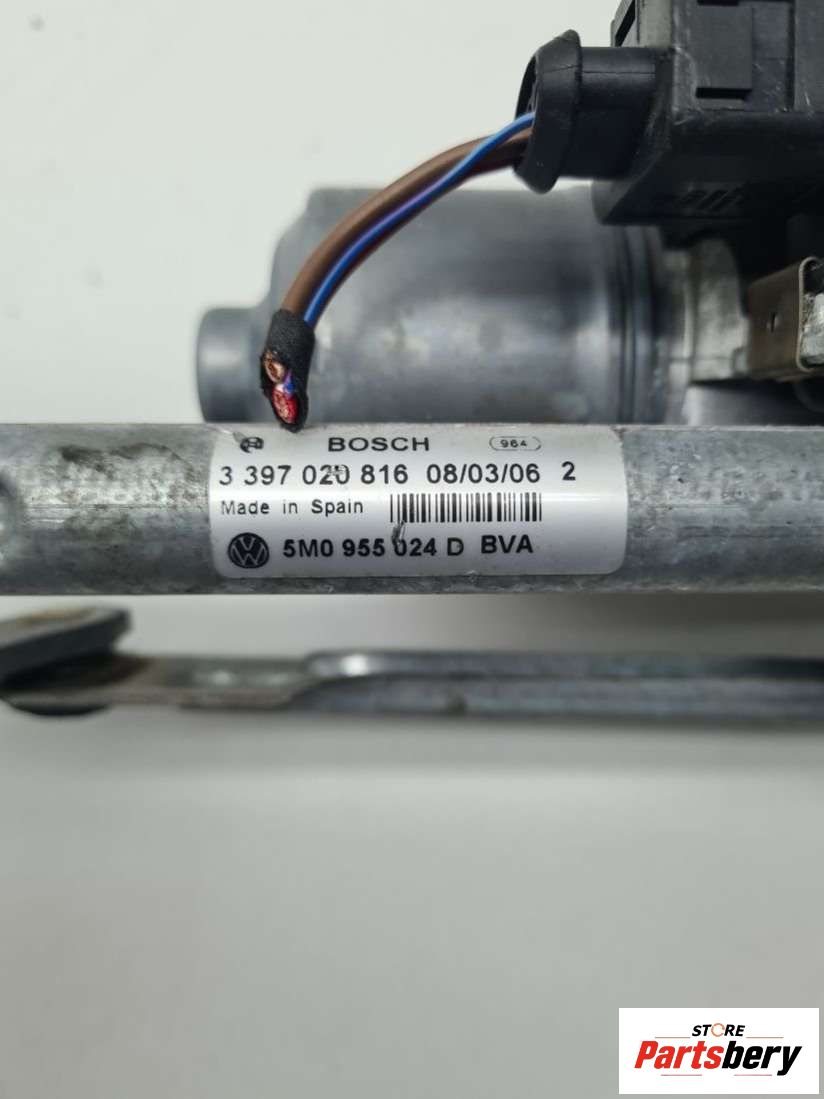 BOSCH 964
3 397 020 816 08/03/06 2
Made in Spain
5M0 955 024 D BVA
STORE
Partsbery